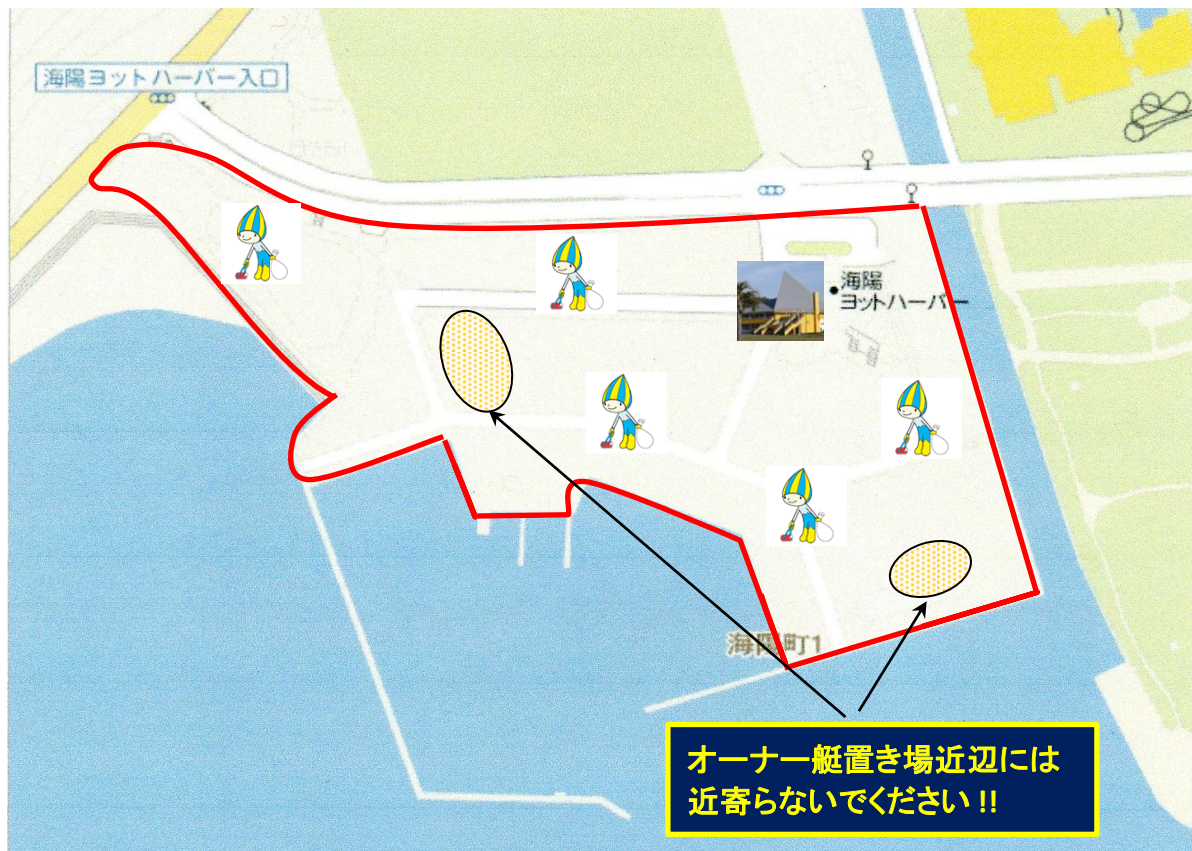 海陽ヨットハーバー入口
海陽
ヨットハーバー
海陽町1
オーナー艇置き場近辺には
近寄らないでください!!